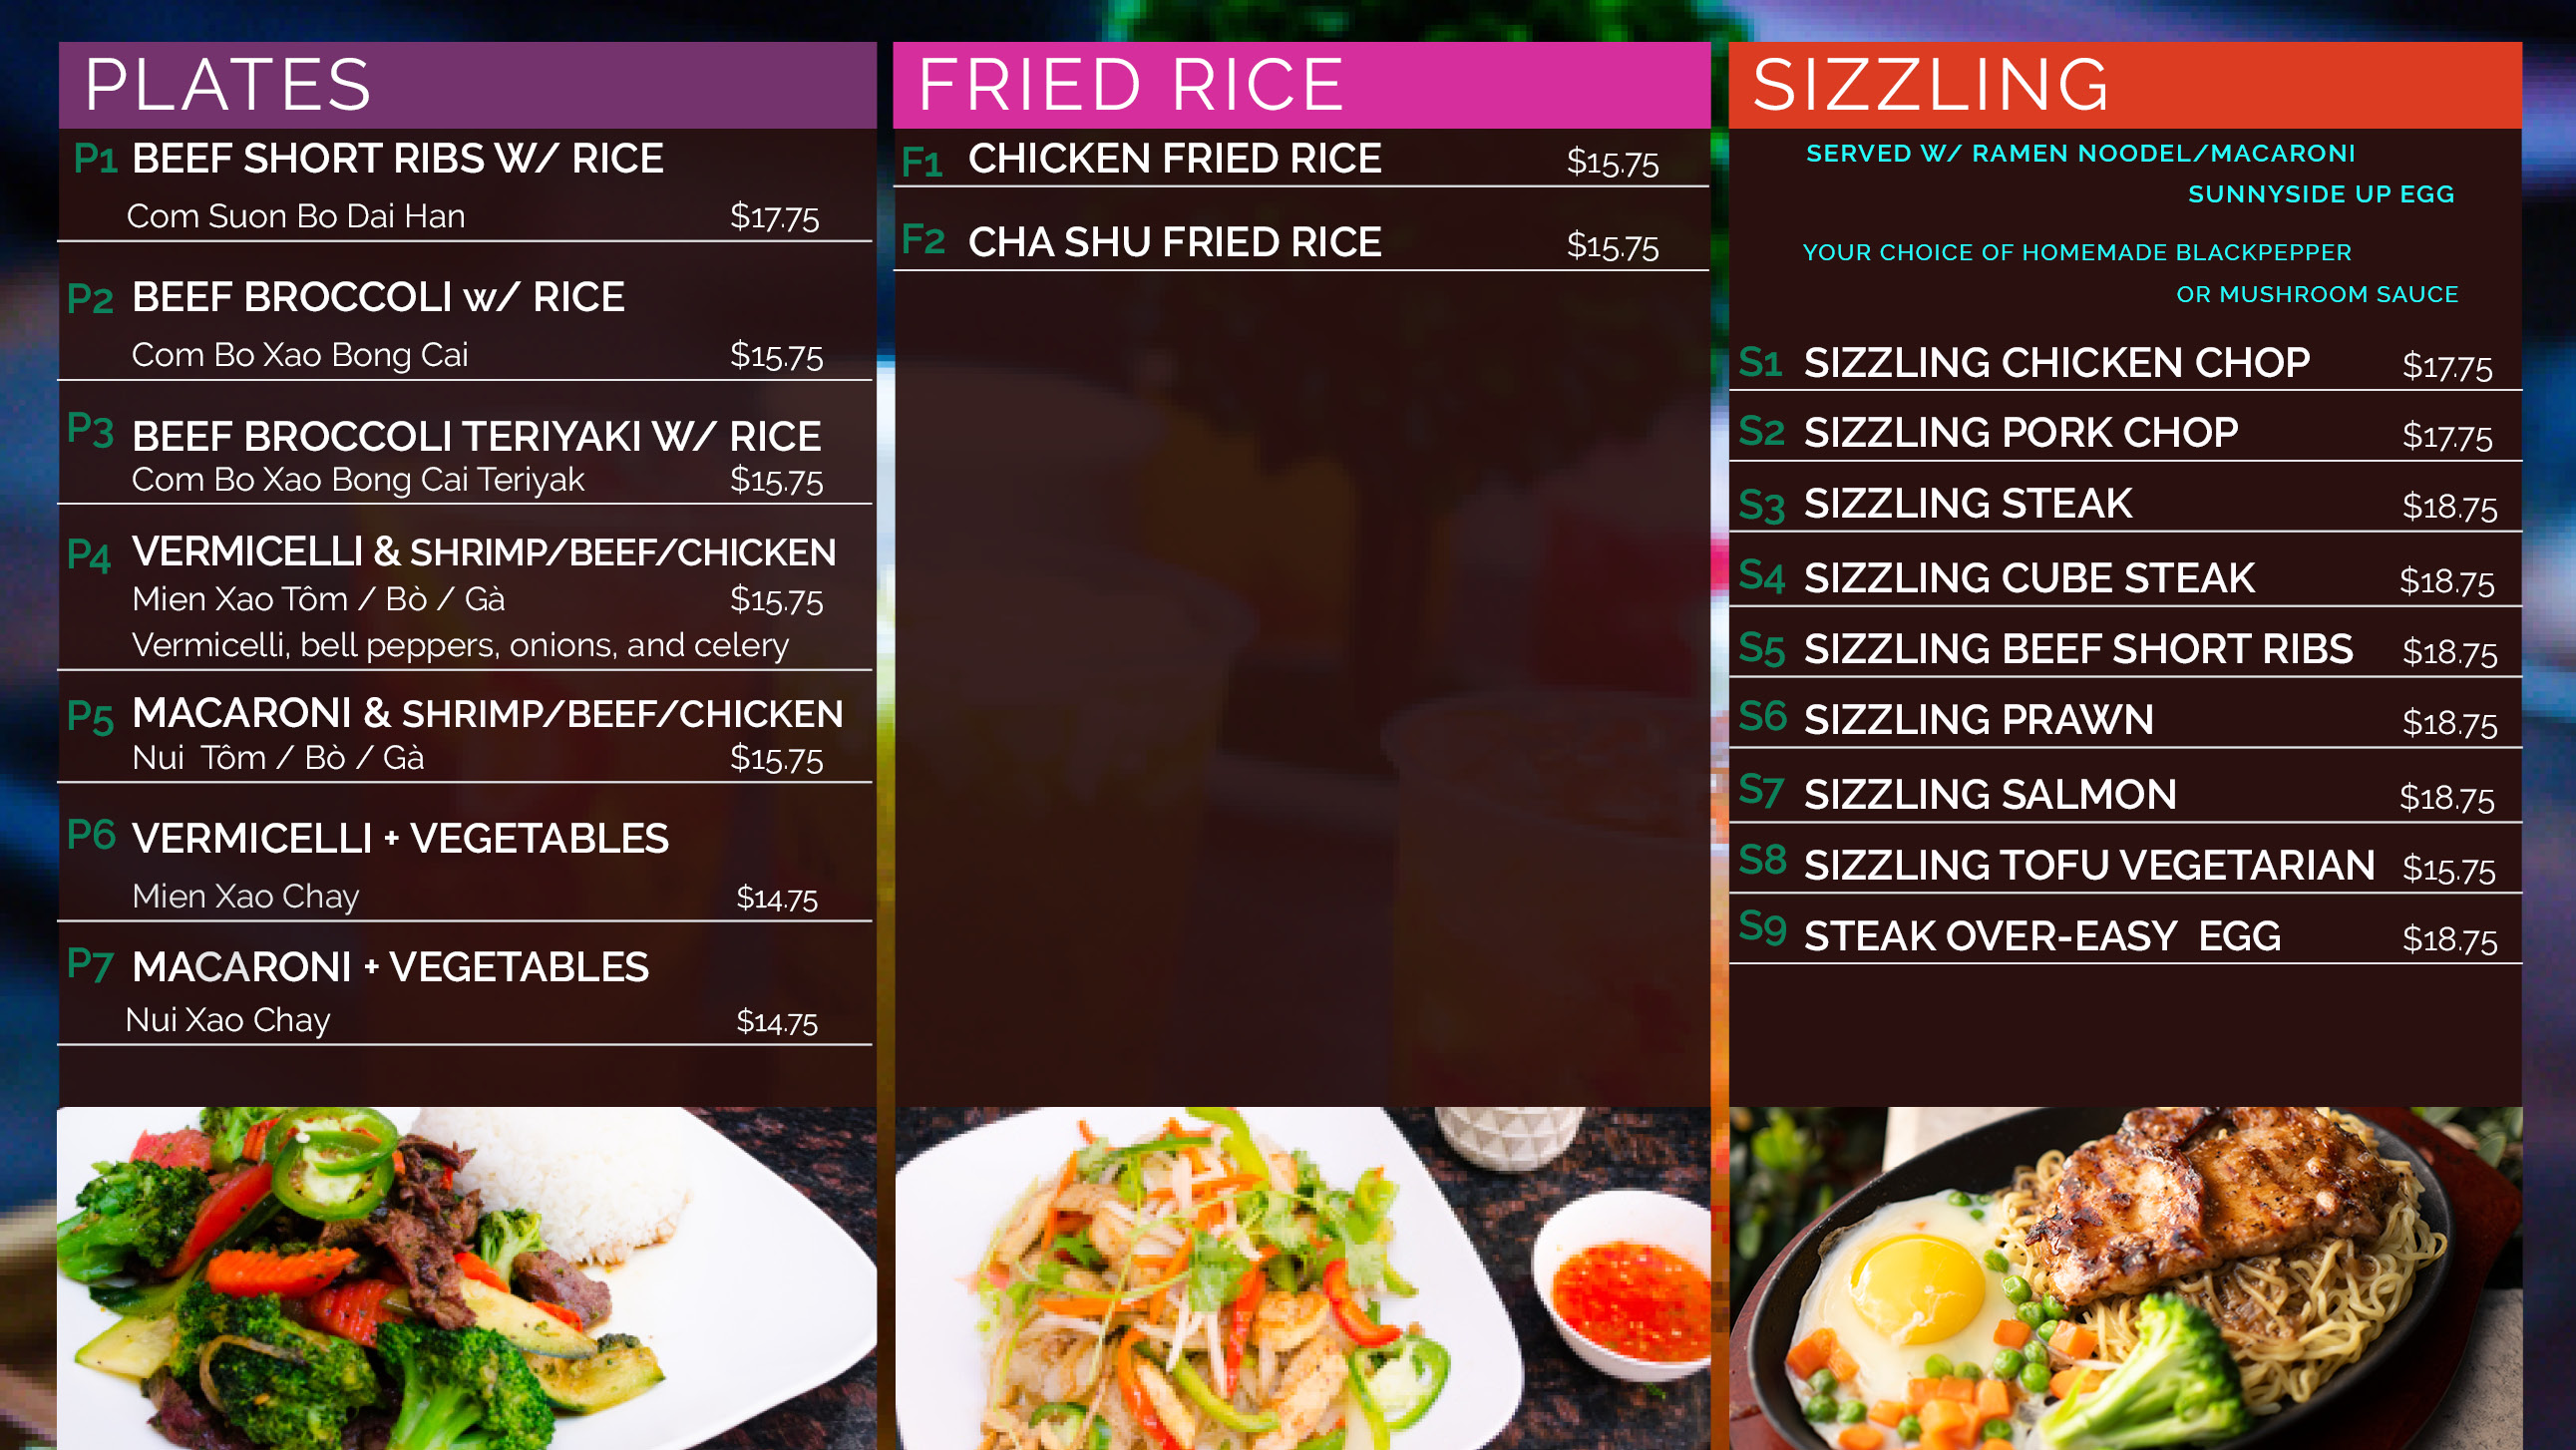 PLATES
P1 BEEF SHORT RIBS W/ RICE
Com Suon Bo Dai Han $17.75
P2 BEEF BROCCOLI w/ RICE
Com Bo Xao Bong Cai $15.75
P3 BEEF BROCCOLI TERIYAKI W/ RICE
Com Bo Xao Bong Cai Teriyak $15.75
P4 VERMICELLI & SHRIMP/BEEF/CHICKEN
Mien Xao Tôm / Bò / Gà $15.75
Vermicelli, bell peppers, onions, and celery
P5 MACARONI & SHRIMP/BEEF/CHICKEN
Nui Tôm / Bò / Gà $15.75
P6 VERMICELLI + VEGETABLES
Mien Xao Chay $14.75
P7 MACARONI + VEGETABLES
Nui Xao Chay $14.75
FRIED RICE
F1 CHICKEN FRIED RICE $15.75
F2 CHA SHU FRIED RICE $15.75
SIZZLING
SERVED W/ RAMEN NOODEL/MACARONI
SUNNYSIDE UP EGG
YOUR CHOICE OF HOMEMADE BLACKPEPPER
OR MUSHROOM SAUCE
S1 SIZZLING CHICKEN CHOP $17.75
S2 SIZZLING PORK CHOP $17.75
S3 SIZZLING STEAK $18.75
S4 SIZZLING CUBE STEAK $18.75
S5 SIZZLING BEEF SHORT RIBS $18.75
S6 SIZZLING PRAWN $18.75
S7 SIZZLING SALMON $18.75
S8 SIZZLING TOFU VEGETARIAN $15.75
S9 STEAK OVER-EASY EGG $18.75